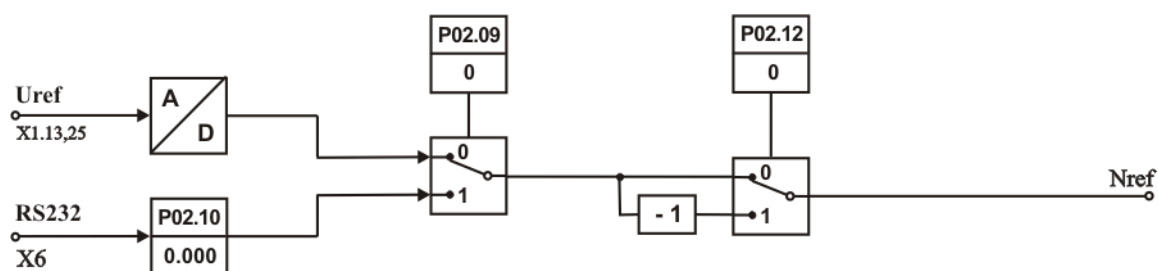 P02.09
0
P02.12
0
Uref
X1.13,25
A
D
0
1
0
- 1
1
Nref
RS232
X6
P02.10
0.000